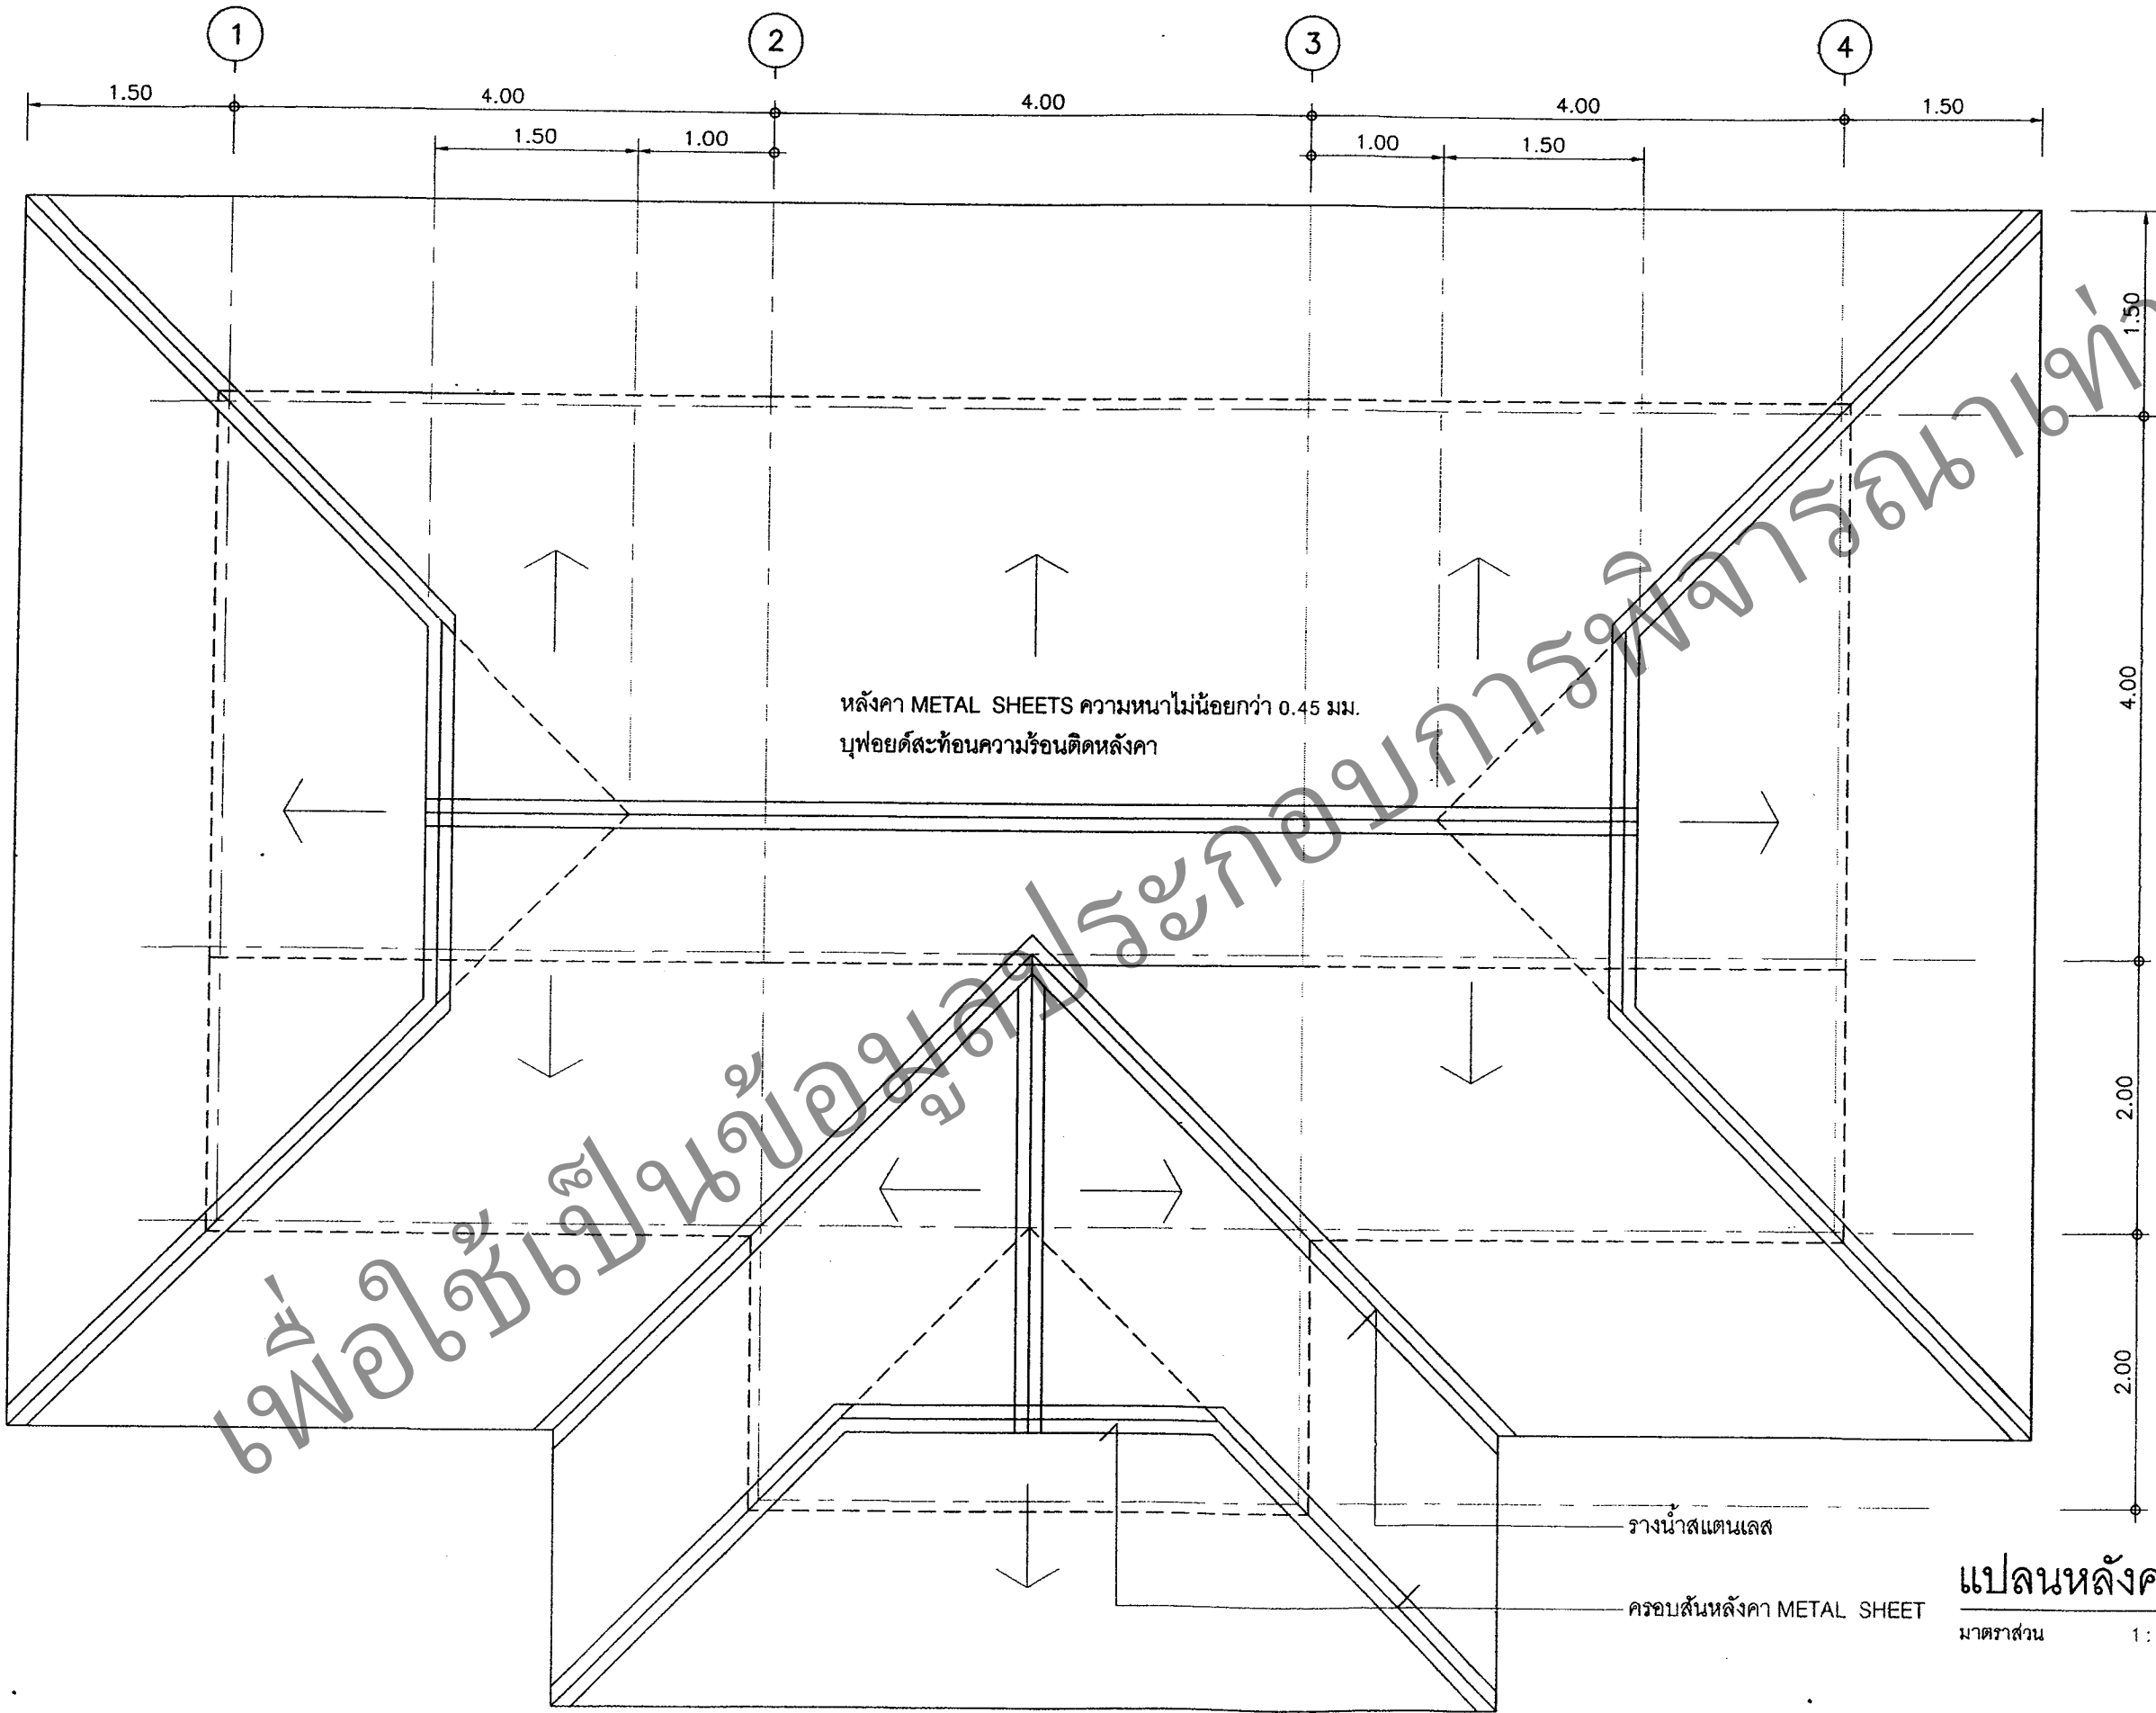 1 2 3 4
1.50 4.00 4.00 4.00 1.50
1.50 1.00 1.00 1.50
1.50
4.00
2.00
2.00
หลังคา METAL SHEETS ความหนาไม่น้อยกว่า 0.45 มม.
บุฟอยด์สะท้อนความร้อนติดหลังคา
เพื่อใช้เป็นข้อมูลประกอบการพิจารณาเท่า
รางน้ำสแตนเลส
ครอบสันหลังคา METAL SHEET
แปลนหลังค
มาตราส่วน 1 :